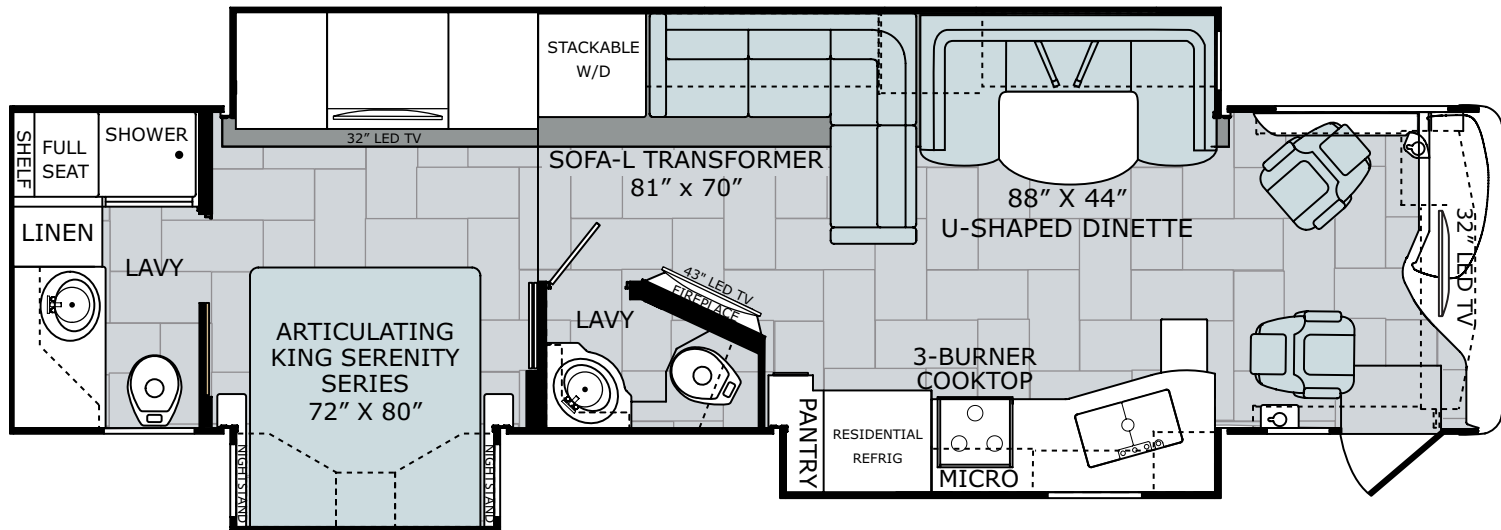 STACKABLE
W/D
SHELF
FULL
SEAT
SHOWER
32” LED TV
SOFA-L TRANSFORMER
81” x 70”
88” X 44”
U-SHAPED DINETTE
32” LED TV
LINEN
LAVY
43" LED TV
FIREPLACE
LAVY
ARTICULATING
KING SERENITY
SERIES
72” X 80”
3-BURNER
COOKTOP
PANTRY
RESIDENTIAL
REFRIG
MICRO
NIGHTSTAND
NIGHTSTAND